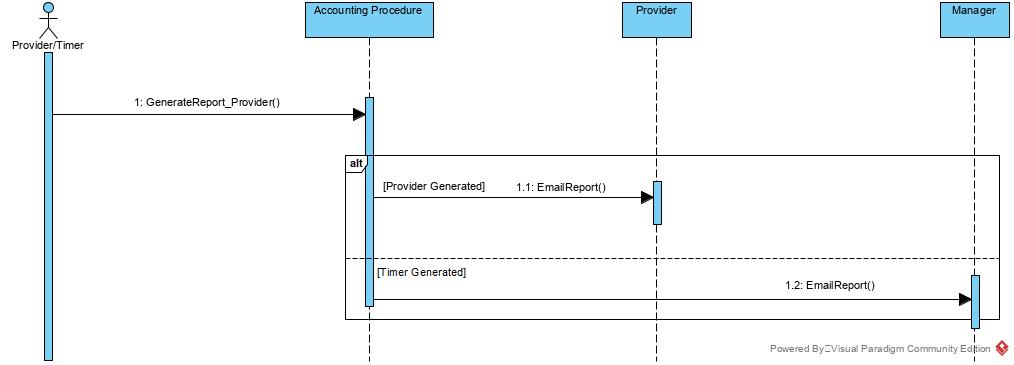 Accounting Procedure
Provider
Manager
Provider/Timer
1: GenerateReport_Provider()
alt
[Provider Generated]
1.1: EmailReport()
[Timer Generated]
1.2: EmailReport()
Powered By Visual Paradigm Community Edition